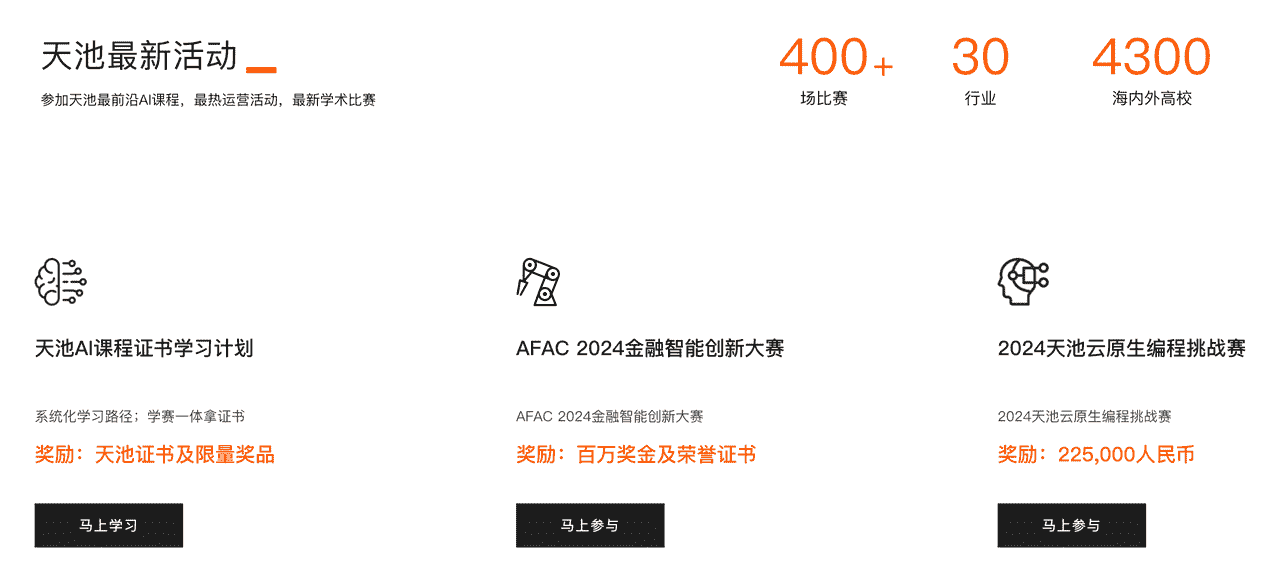 天池最新活动
参加天池最前沿AI课程，最热运营活动，最新学术比赛
400+
场比赛
30
行业
4300
海内外高校
天池AI课程证书学习计划
系统化学习路径；学赛一体拿证书
奖励：天池证书及限量奖品
马上学习
AFAC 2024金融智能创新大赛
AFAC 2024金融智能创新大赛
奖励：百万奖金及荣誉证书
马上参与
2024天池云原生编程挑战赛
2024天池云原生编程挑战赛
奖励：225,000人民币
马上参与